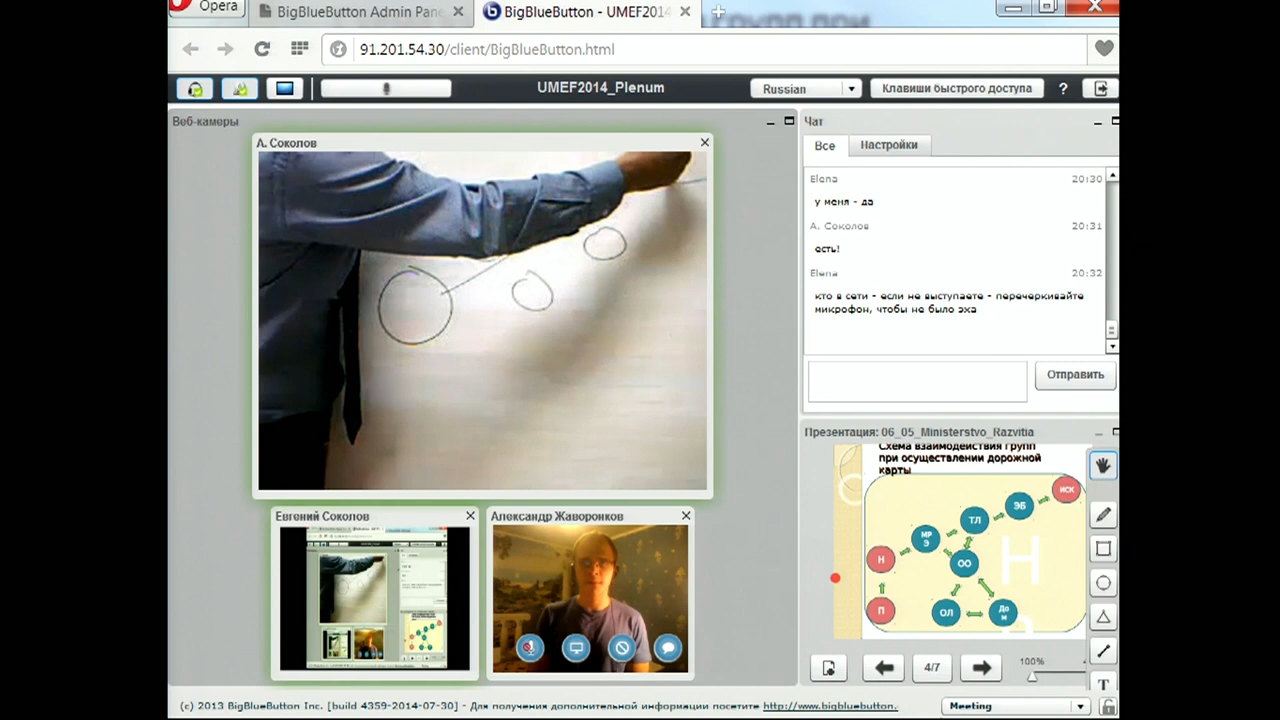 Opera
BigBlueButton Admin Pane
BigBlueButton - UMEF2014
91.201.54.30/client/BigBlueButton.html
UMEF2014_Plenum
Russian
Клавиши быстрого доступа
?
Веб-камеры
Чат
А. Соколов
Все
Настройки
Elena 20:30
у меня - да
А. Соколов 20:31
есть!
Elena 20:32
кто в сети - если не выступаете - перечеркивайте
микрофон, чтобы не было эха
Отправить
Презентация: 06_05_Ministerstvo_Razvitia
Схема взаимодействия групп
при осуществлении дорожной
карты
ИСК
ЭБ
ТЛ
МР
Э
ОО
Н
П
ОЛ
До
м
Н
Евгений Соколов
Александр Жаворонков
4/7
100%
T
(c) 2013 BigBlueButton Inc. [build 4359-2014-07-30] - Для получения дополнительной информации посетите http://www.bigbluebutton.
Meeting